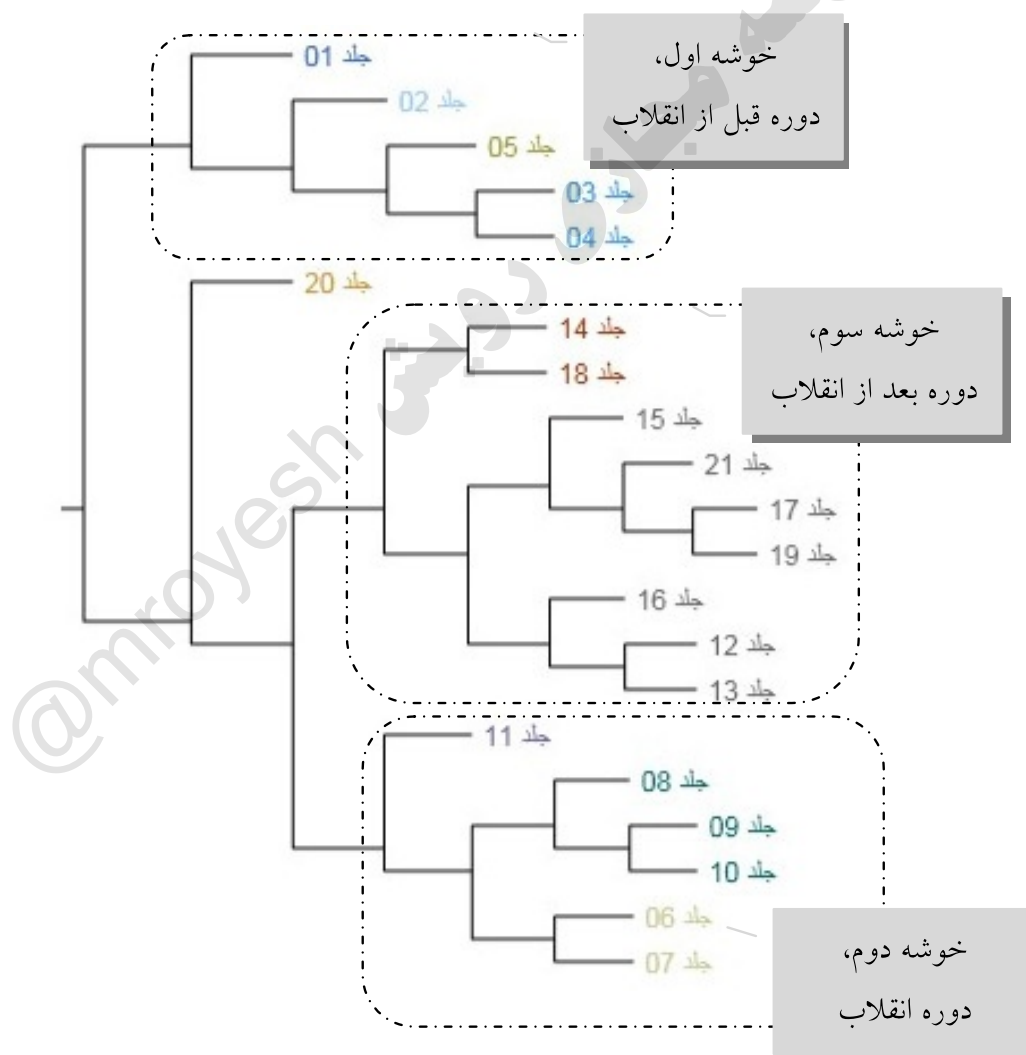 خوشه اول،
دوره قبل از انقلاب
جلد 01
جلد 02
جلد 05
جلد 03
جلد 04
جلد 20
خوشه سوم،
دوره بعد از انقلاب
جلد 14
جلد 18
جلد 15
جلد 21
جلد 17
جلد 19
جلد 16
جلد 12
جلد 13
جلد 11
جلد 08
جلد 09
جلد 10
جلد 06
جلد 07
خوشه دوم،
دوره انقلاب
مجازی رویش @mroyesh